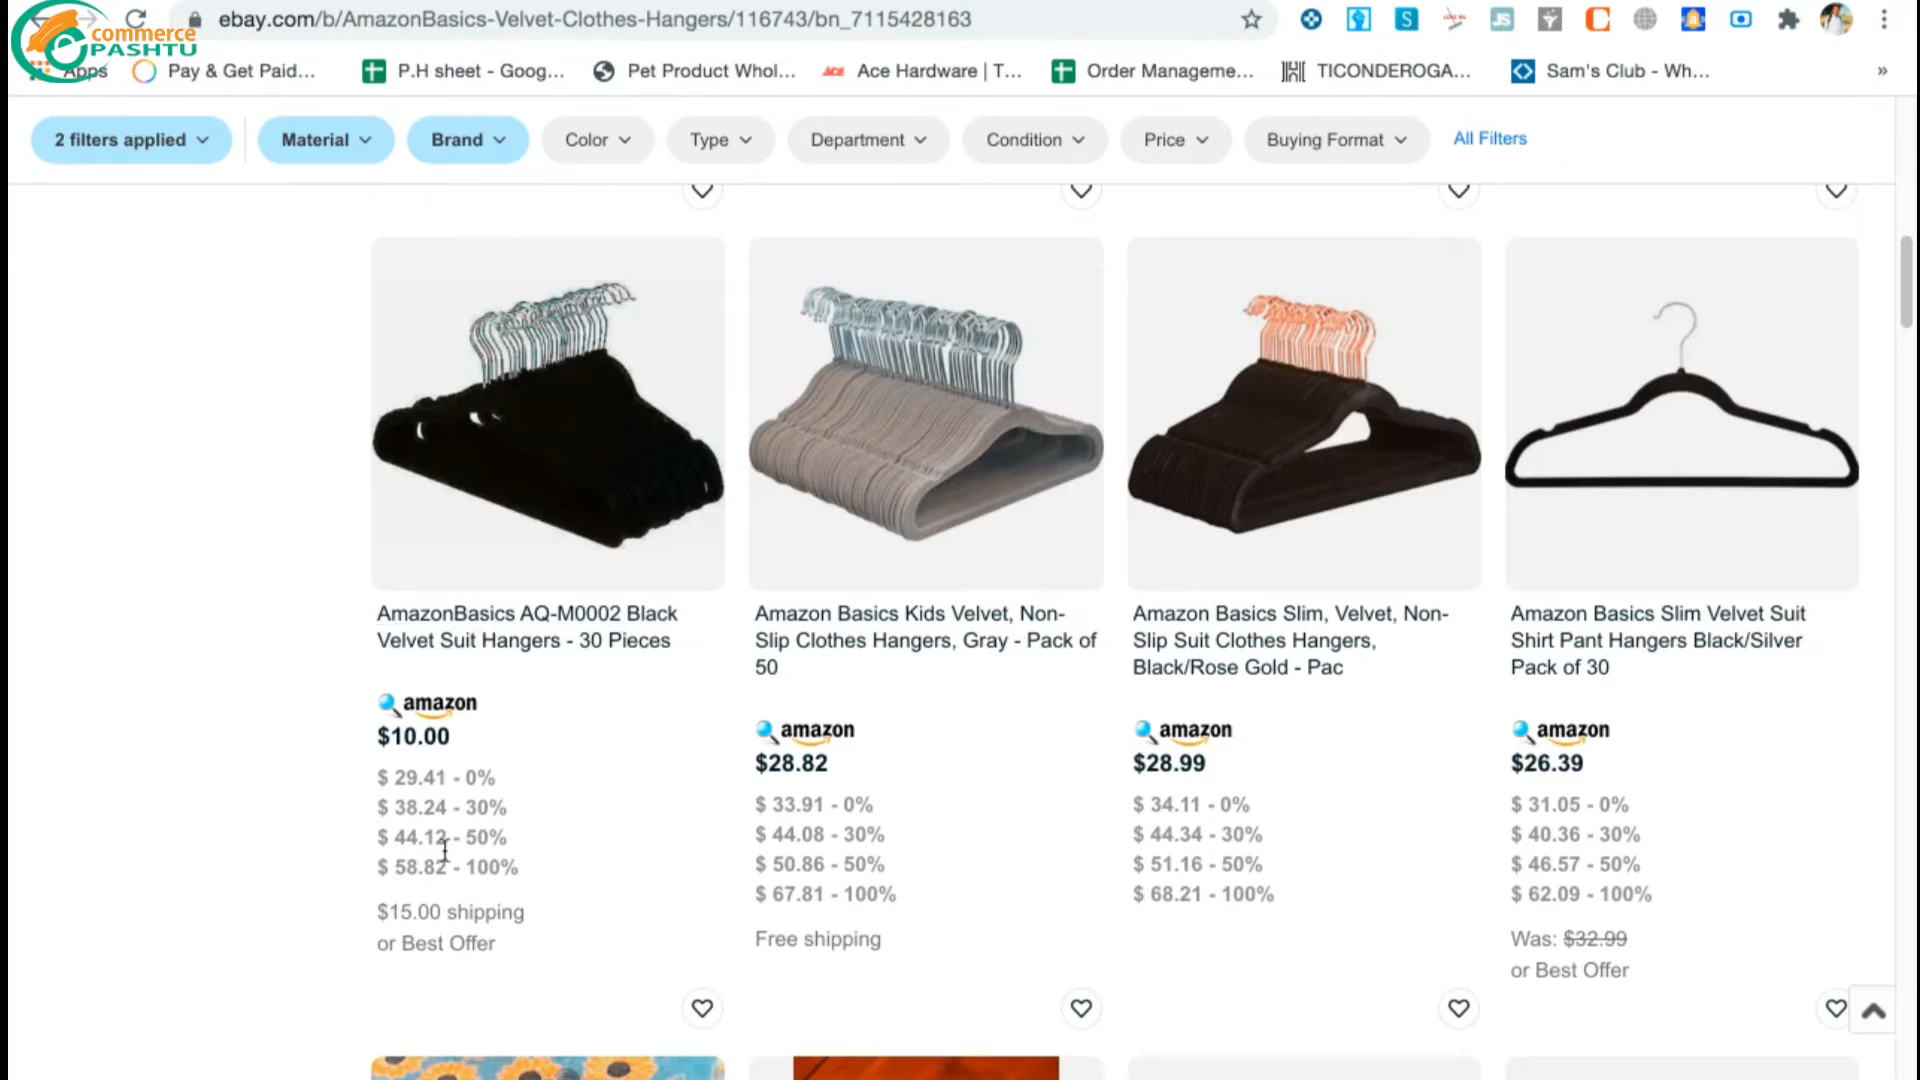 commerce
PASHTU
ebay.com/b/AmazonBasics-Velvet-Clothes-Hangers/116743/bn_7115428163
Apps
Pay & Get Paid...
P.H sheet - Goog...
Pet Product Whol...
ACE
Ace Hardware | T...
Order Manageme...
TICONDEROGA...
Sam's Club - Wh...
»
2 filters applied
Material
Brand
Color
Type
Department
Condition
Price
Buying Format
All Filters
AmazonBasics AQ-M0002 Black
Velvet Suit Hangers - 30 Pieces
amazon
$10.00
$ 29.41 - 0%
$ 38.24 - 30%
$ 44.12 - 50%
$ 58.82 - 100%
$15.00 shipping
or Best Offer
Amazon Basics Kids Velvet, Non-
Slip Clothes Hangers, Gray - Pack of
50
amazon
$28.82
$ 33.91 - 0%
$ 44.08 - 30%
$ 50.86 - 50%
$ 67.81 - 100%
Free shipping
Amazon Basics Slim, Velvet, Non-
Slip Suit Clothes Hangers,
Black/Rose Gold - Pac
amazon
$28.99
$ 34.11 - 0%
$ 44.34 - 30%
$ 51.16 - 50%
$ 68.21 - 100%
Amazon Basics Slim Velvet Suit
Shirt Pant Hangers Black/Silver
Pack of 30
amazon
$26.39
$ 31.05 - 0%
$ 40.36 - 30%
$ 46.57 - 50%
$ 62.09 - 100%
Was: $32.99
or Best Offer